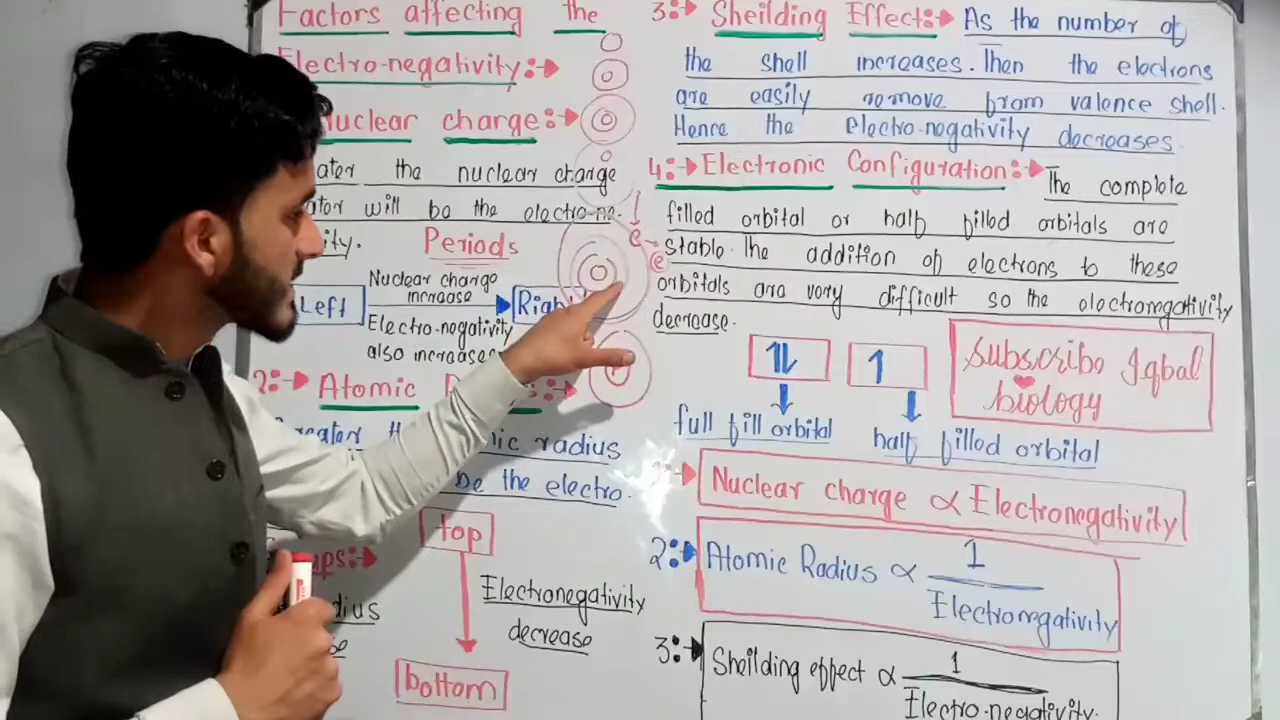 Factors affecting the
Electro-negativity:→
Nuclear charge:→
the nuclear charge
will be the electro-ne-
Periods
Left
Nuclear charge
increase
Electro-negativity
also increases
Right
2:→ Atomic
radius
be the electro-
top
Electronegativity
decrease
bottom
3:→ Sheilding Effect:→ As the number of
the shell increases. Then the electrons
are easily remove from valence shell.
Hence the Electro-negativity decreases.
4:→ Electronic Configuration:→ The complete
filled orbital or half filled orbitals are
stable. The addition of electrons to these
orbitals are very difficult so the electronegativity
decrease.
e
e
1⇂ 1
full fill orbital
half filled orbital
Subscribe Iqbal
biology
Nuclear charge ∝ Electronegativity
2:→ Atomic Radius ∝ 1
Electronegativity
3:→ Sheilding effect ∝ 1
Electro-negativity.